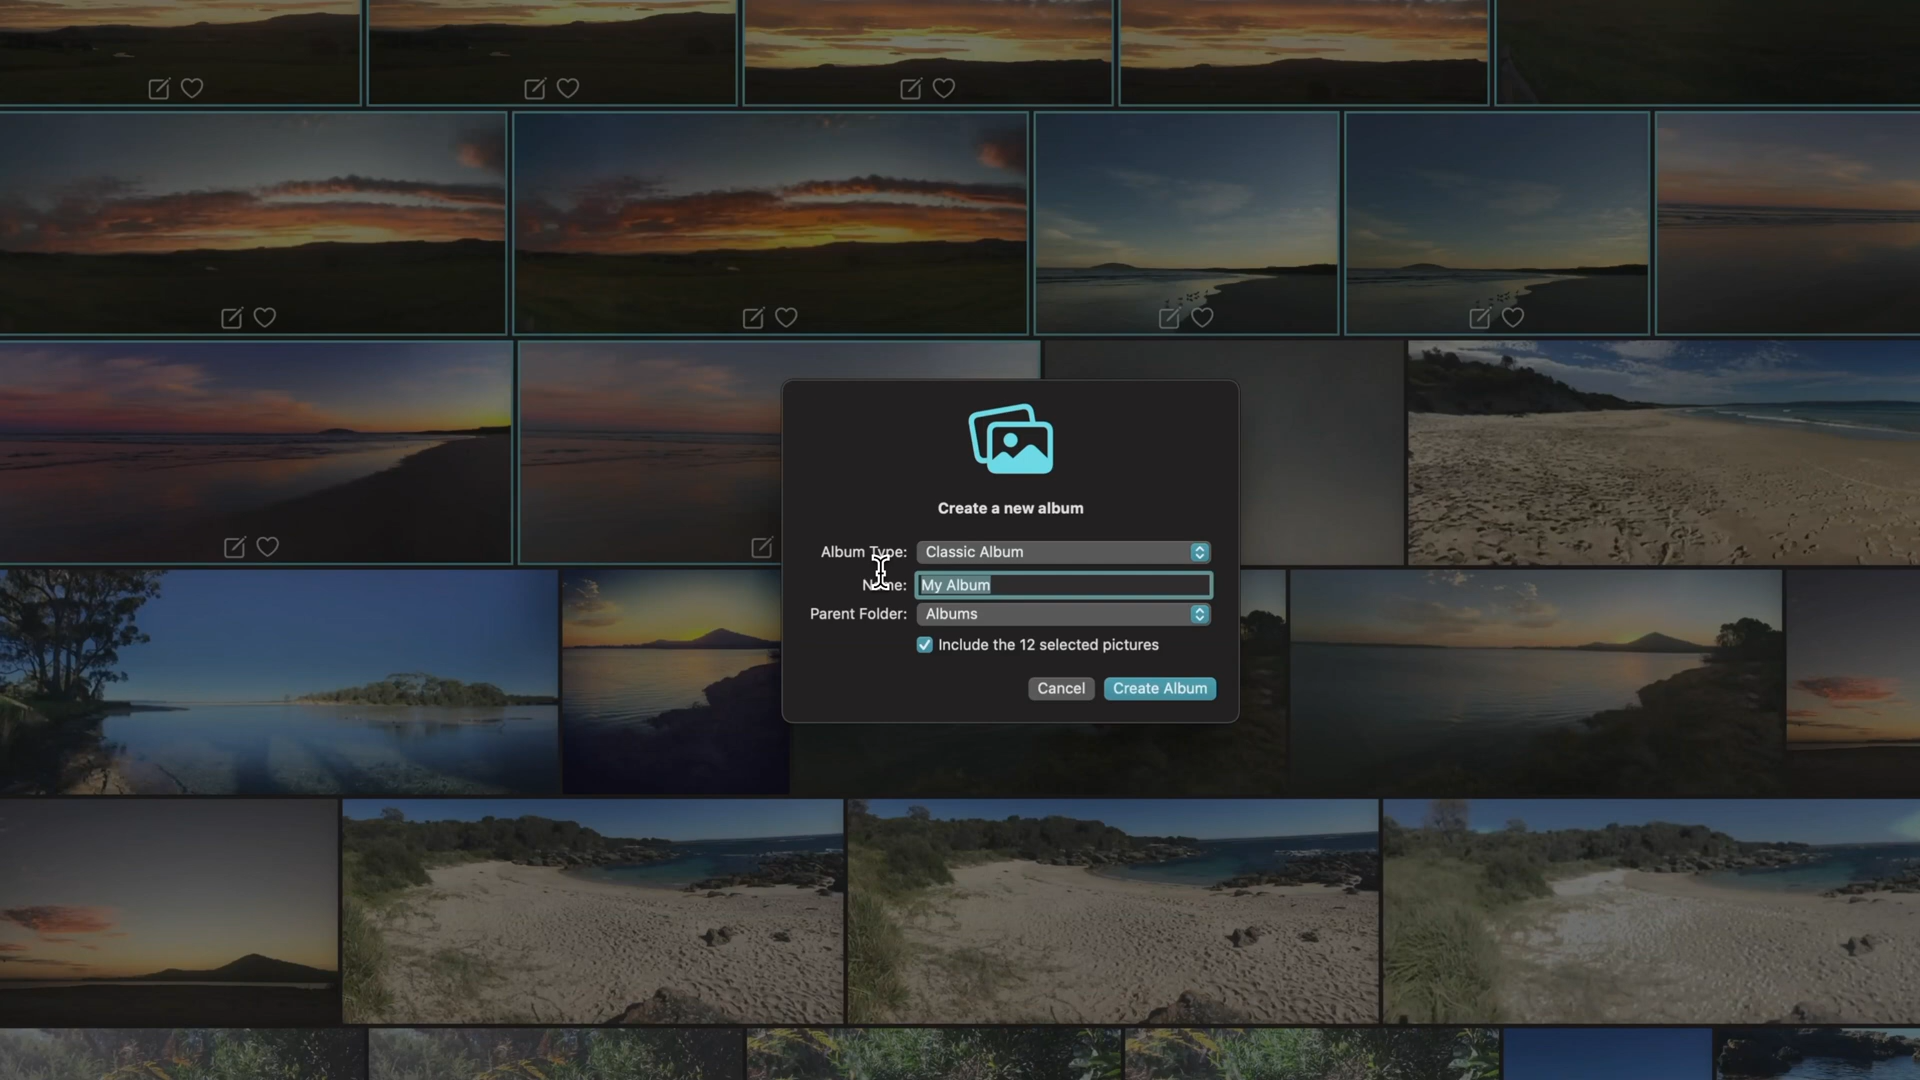 Create a new album
Album Type: Classic Album
Name: My Album
Parent Folder: Albums
Include the 12 selected pictures
Cancel Create Album